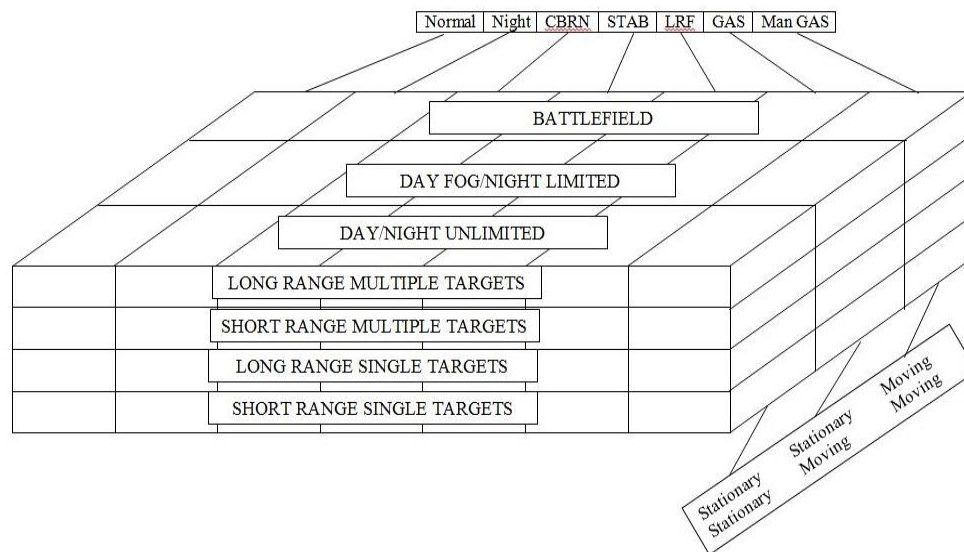 Normal Night CBRN STAB LRF GAS Man GAS
BATTLEFIELD
DAY FOG/NIGHT LIMITED
DAY/NIGHT UNLIMITED
LONG RANGE MULTIPLE TARGETS
SHORT RANGE MULTIPLE TARGETS
LONG RANGE SINGLE TARGETS
SHORT RANGE SINGLE TARGETS
Stationary Stationary Moving
Stationary Moving Moving